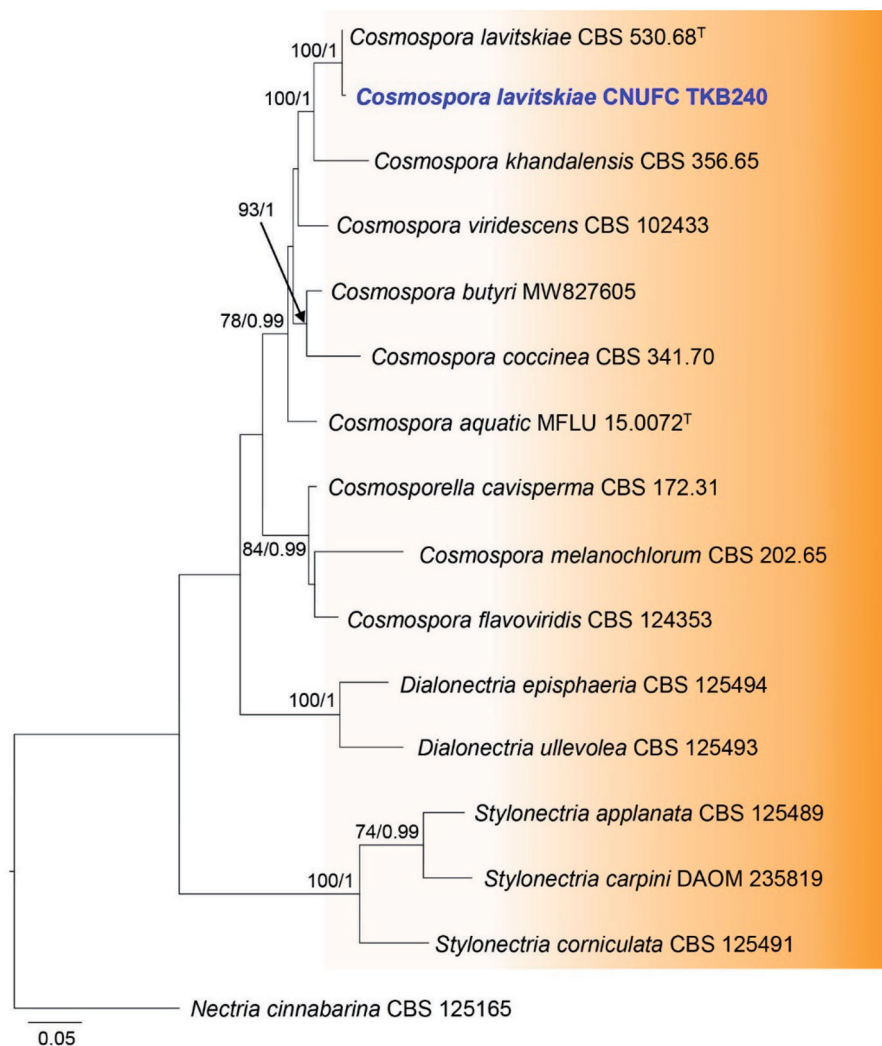 Cosmospora lavitskiae CBS 530.68ᵀ
100/1
Cosmospora lavitskiae CNUFC TKB240
100/1
Cosmospora khandalensis CBS 356.65
93/1
Cosmospora viridescens CBS 102433
Cosmospora butyri MW827605
78/0.99
Cosmospora coccinea CBS 341.70
Cosmospora aquatic MFLU 15.0072ᵀ
Cosmosporella cavisperma CBS 172.31
84/0.99
Cosmospora melanochlorum CBS 202.65
Cosmospora flavoviridis CBS 124353
Dialonectria episphaeria CBS 125494
100/1
Dialonectria ullevolea CBS 125493
Stylonectria applanata CBS 125489
74/0.99
Stylonectria carpini DAOM 235819
100/1
Stylonectria corniculata CBS 125491
Nectria cinnabarina CBS 125165
0.05